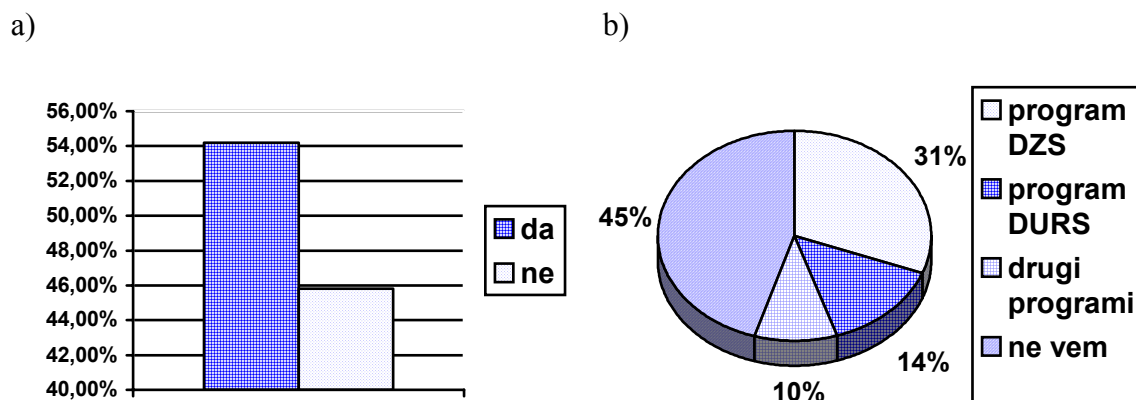 a)
56,00%
54,00%
52,00%
50,00%
48,00%
46,00%
44,00%
42,00%
40,00%
da
ne
b)
31%
45%
14%
10%
program
DZS
program
DURS
drugi
programi
ne vem